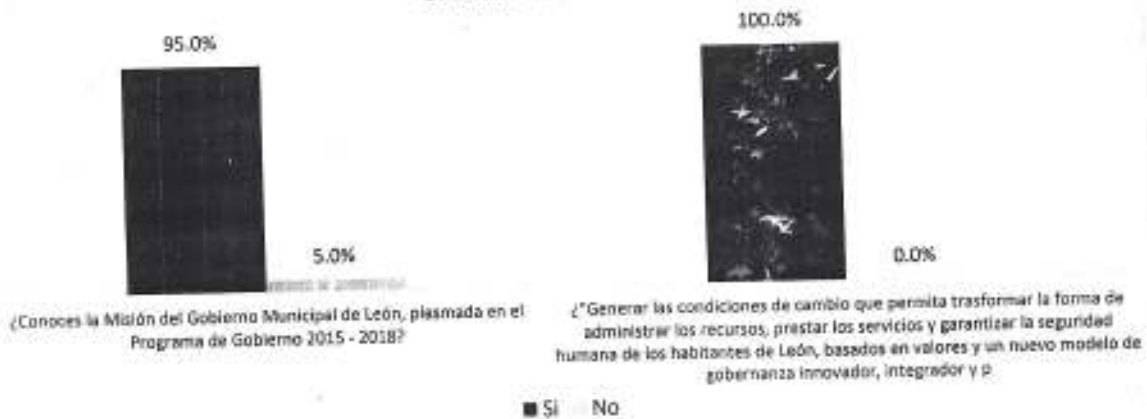 95.0%
5.0%
¿Conoces la Misión del Gobierno Municipal de León, plasmada en el
Programa de Gobierno 2015 - 2018?
100.0%
0.0%
¿"Generar las condiciones de cambio que permita trasformar la forma de
administrar los recursos, prestar los servicios y garantizar la seguridad
humana de los habitantes de León, basados en valores y un nuevo modelo de
gobernanza innovador, integrador y p
Si No